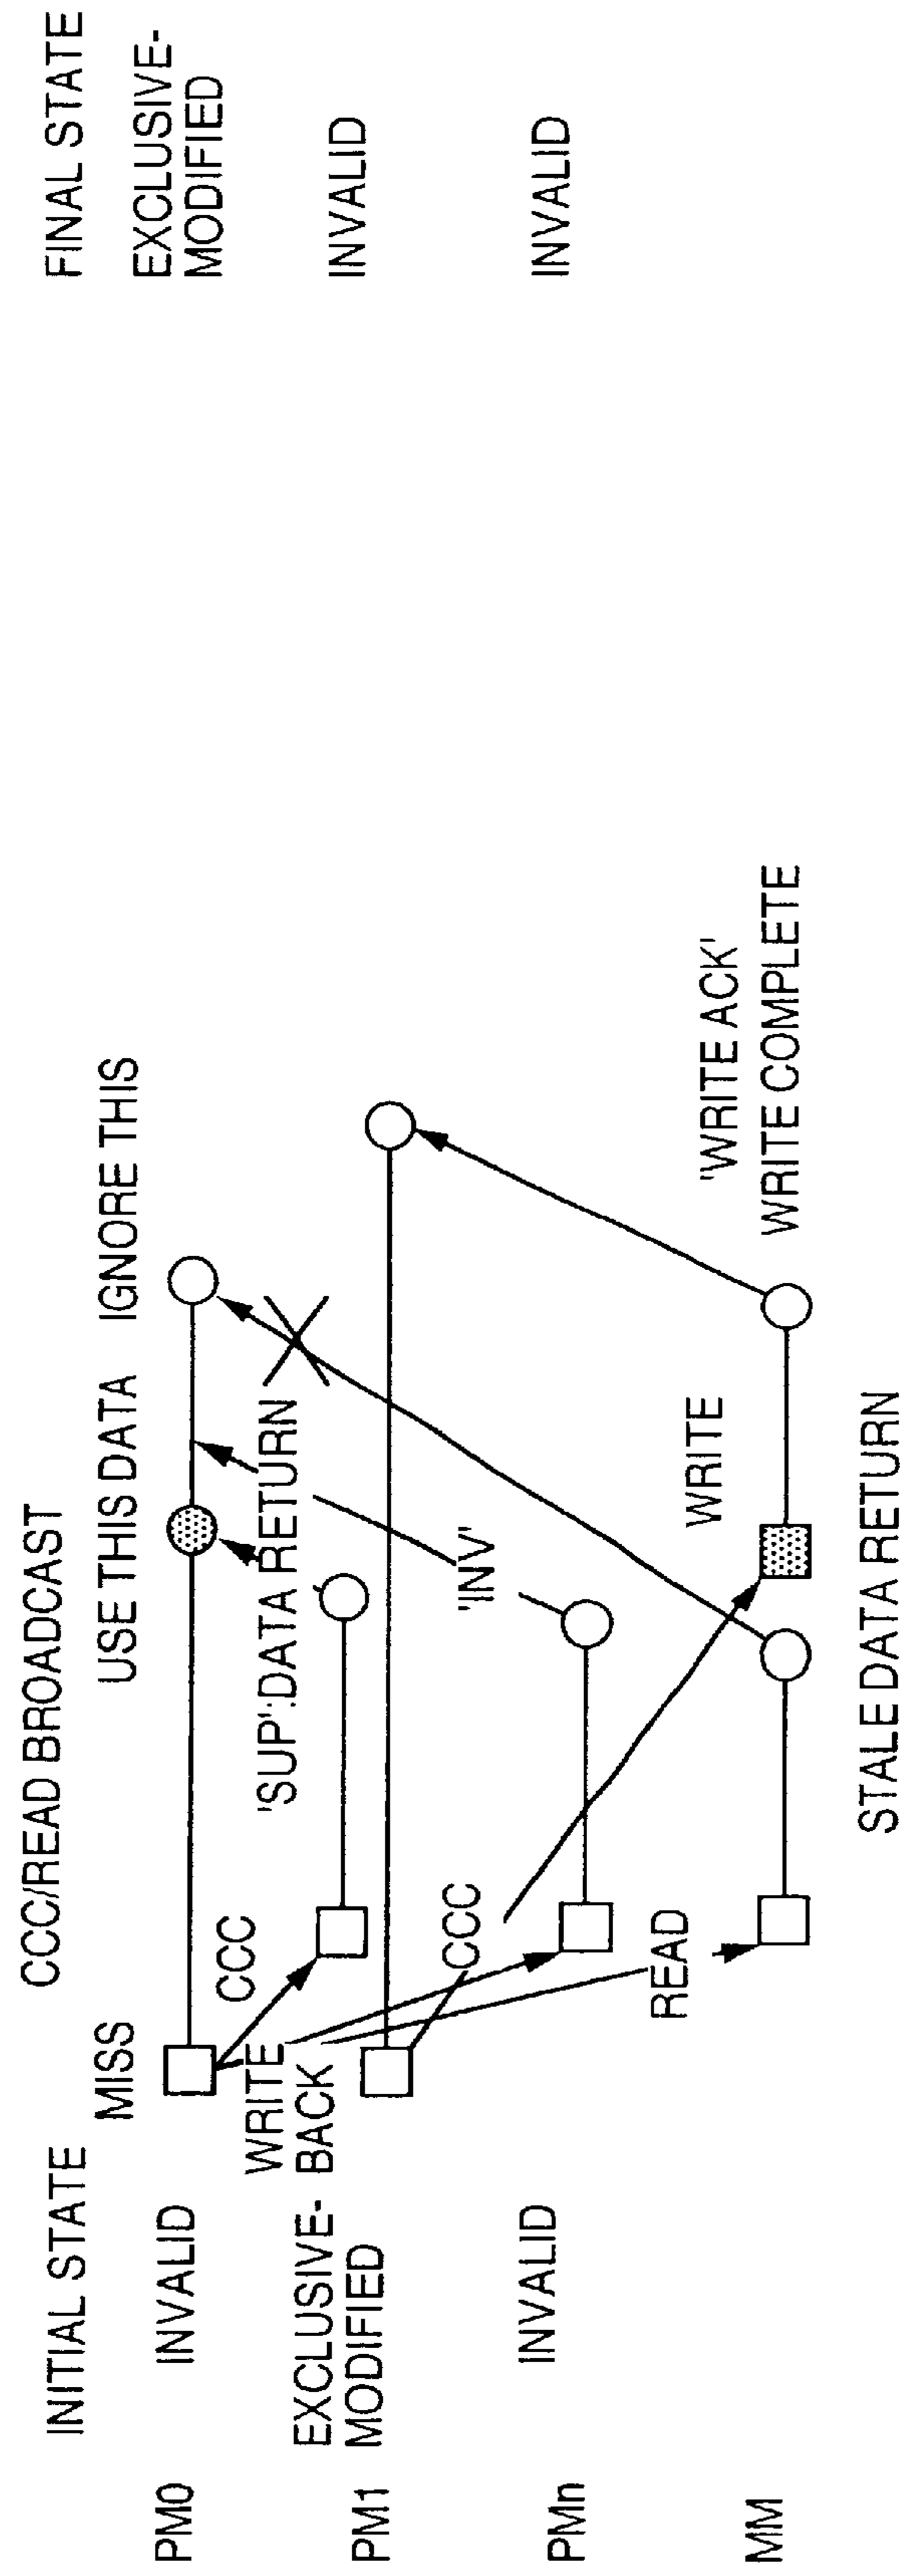 CCC/READ BROADCAST
INITIAL STATE
FINAL STATE
MISS
USE THIS DATA
IGNORE THIS
PM0
INVALID
EXCLUSIVE-
MODIFIED
CCC
'SUP':DATA RETURN
WRITE
BACK
PM1
EXCLUSIVE-
MODIFIED
INVALID
CCC
'INV'
PMn
INVALID
INVALID
READ
WRITE
'WRITE ACK'
WRITE COMPLETE
MM
STALE DATA RETURN